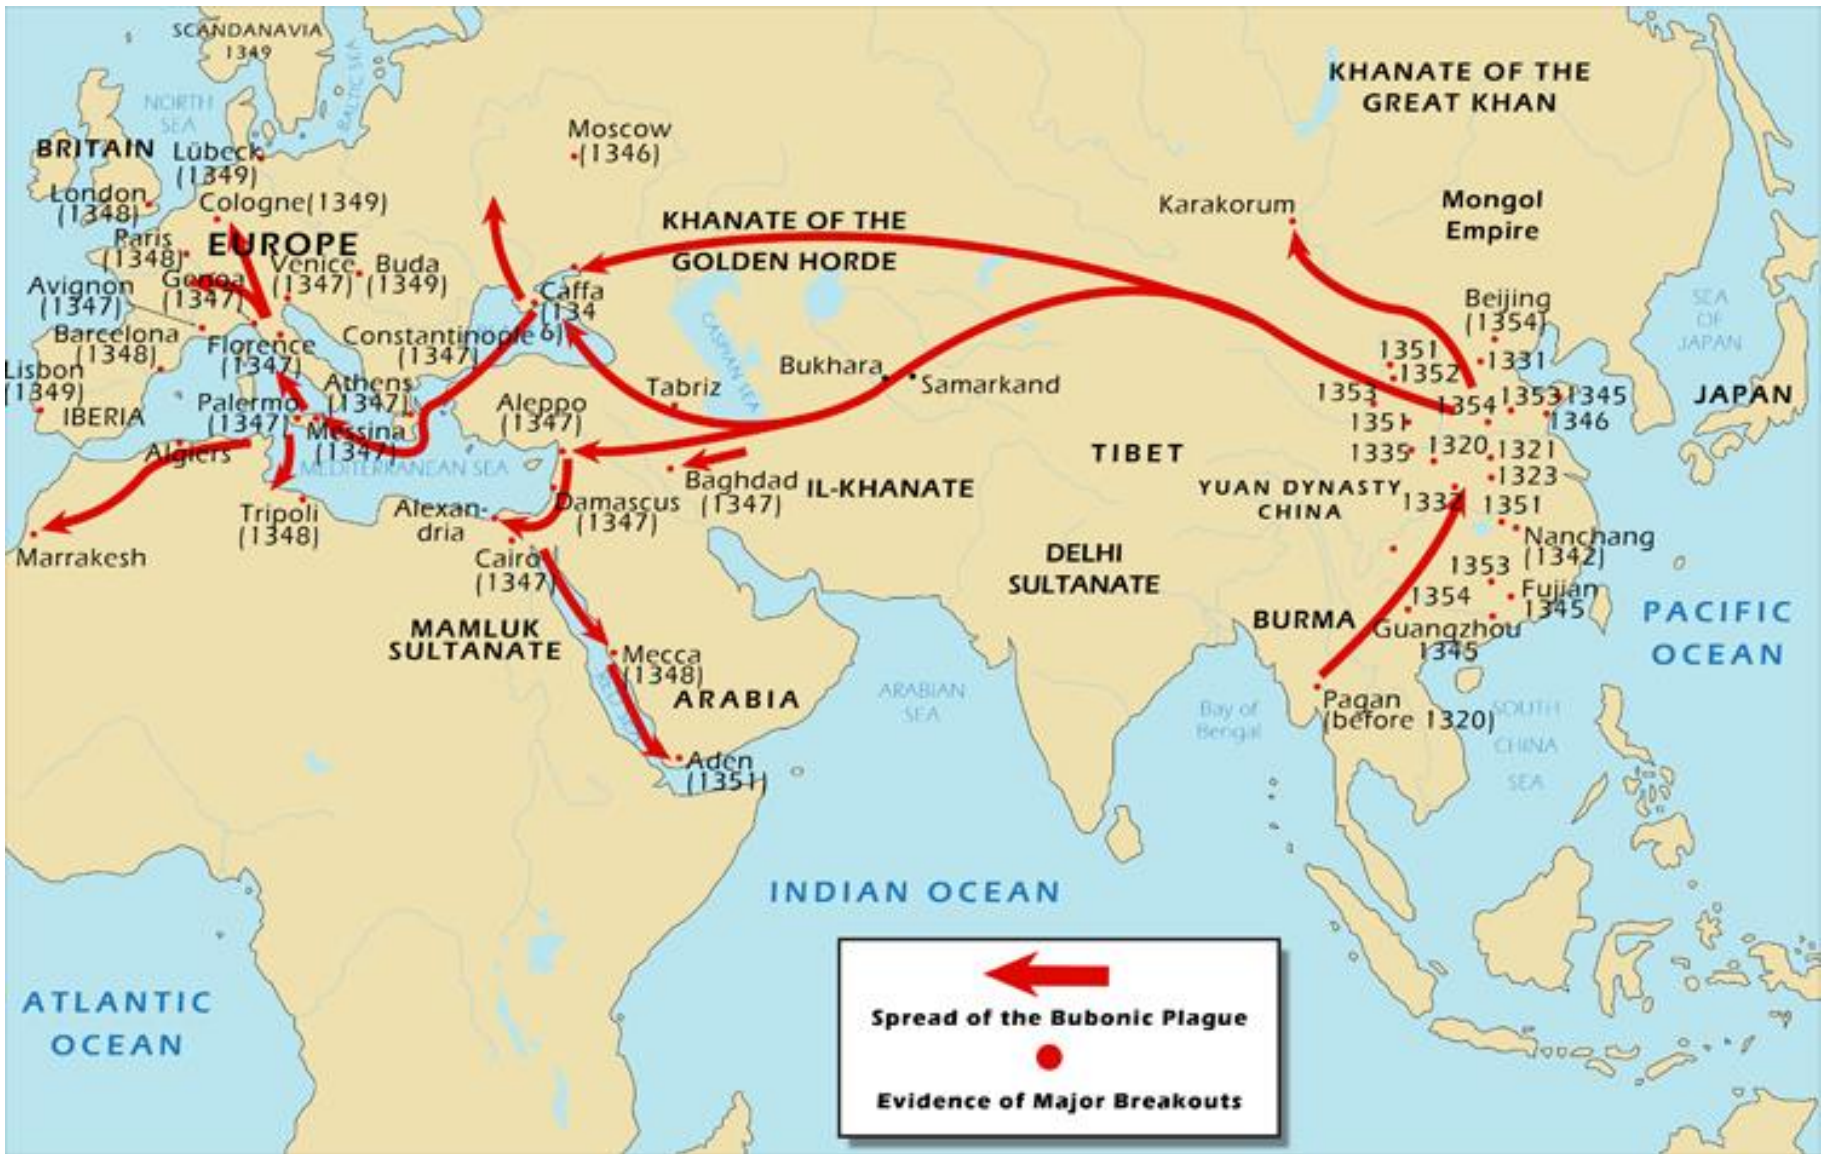 SCANDANAVIA
1349
BALTIC SEA
NORTH
SEA
BRITAIN
Lübeck
(1349)
London
(1348)
Cologne(1349)
Paris
(1348)
EUROPE
Moscow
(1346)
KHANATE OF THE
GREAT KHAN
Karakorum
Mongol
Empire
KHANATE OF THE
GOLDEN HORDE
Avignon
(1347)
Genoa
(1347)
Venice
(1347)
Buda
(1349)
Caffa
(134
6)
Barcelona
(1348)
Florence
(1347)
Constantinople
(1347)
CASPIAN SEA
Beijing
(1354)
SEA
OF
JAPAN
JAPAN
Lisbon
(1349)
IBERIA
Palermo
(1347)
Athens
(1347)
Messina
(1347)
Aleppo
(1347)
Tabriz
Bukhara
Samarkand
1351
1352
1331
1353
1354
1353
1345
1346
1351
1335
1320
1321
1323
Algiers
MEDITERRANEAN SEA
Marrakesh
Tripoli
(1348)
Alexan-
dria
Damascus
(1347)
Baghdad
(1347)
IL-KHANATE
TIBET
YUAN DYNASTY
CHINA
1351
Nanchang
(1342)
Cairo
(1347)
DELHI
SULTANATE
1353
Fujian
1345
1354
BURMA
Guangzhou
1345
PACIFIC
OCEAN
MAMLUK
SULTANATE
Mecca
(1348)
ARABIA
RED SEA
ARABIAN
SEA
Bay of
Bengal
Pagan
(before 1320)
SOUTH
CHINA
SEA
Aden
(1351)
INDIAN OCEAN
ATLANTIC
OCEAN
Spread of the Bubonic Plague
Evidence of Major Breakouts